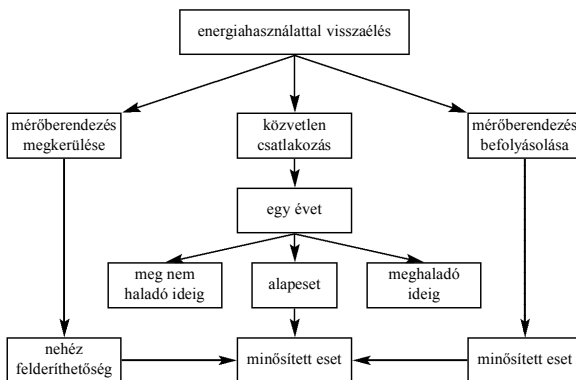 energiahasználattal visszaélés
mérőberendezés
megkerülése
közvetlen
csatlakozás
mérőberendezés
befolyásolása
egy évet
meg nem
haladó ideig
alapeset
meghaladó
ideig
nehéz
felderíthetőség
minősített eset
minősített eset